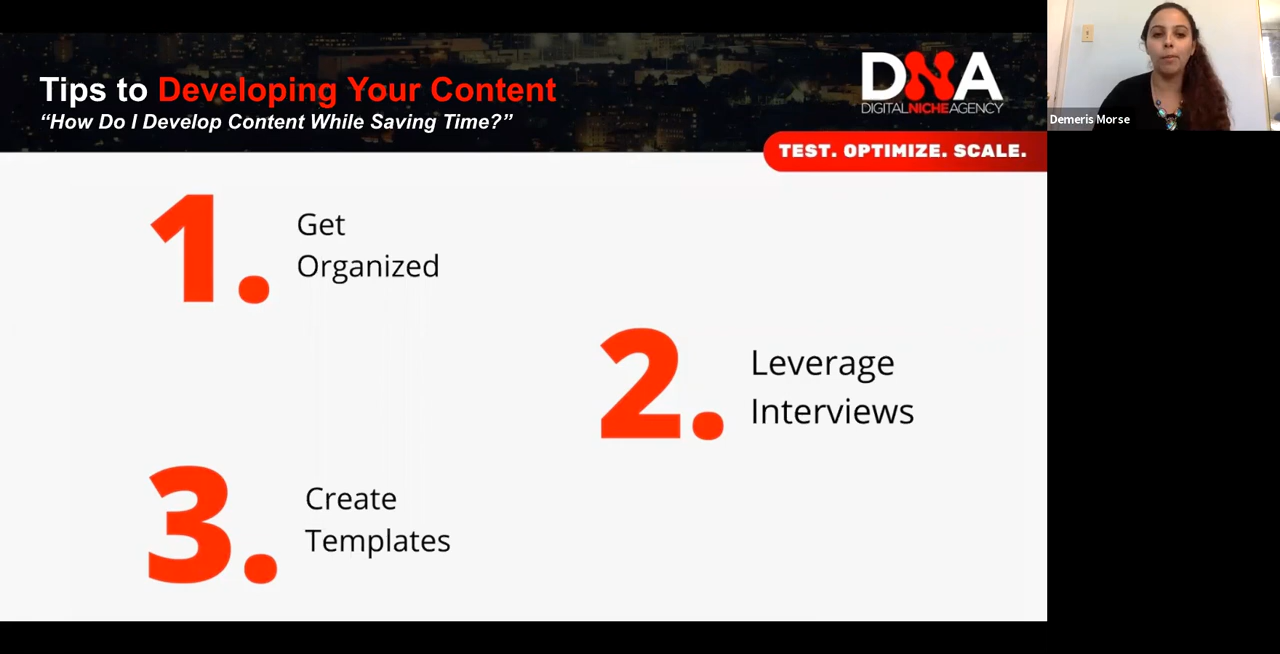 Tips to Developing Your Content
“How Do I Develop Content While Saving Time?”
DNA
DIGITALNICHEAGENCY
TEST. OPTIMIZE. SCALE.
Demeris Morse
1. Get
Organized
2. Leverage
Interviews
3. Create
Templates